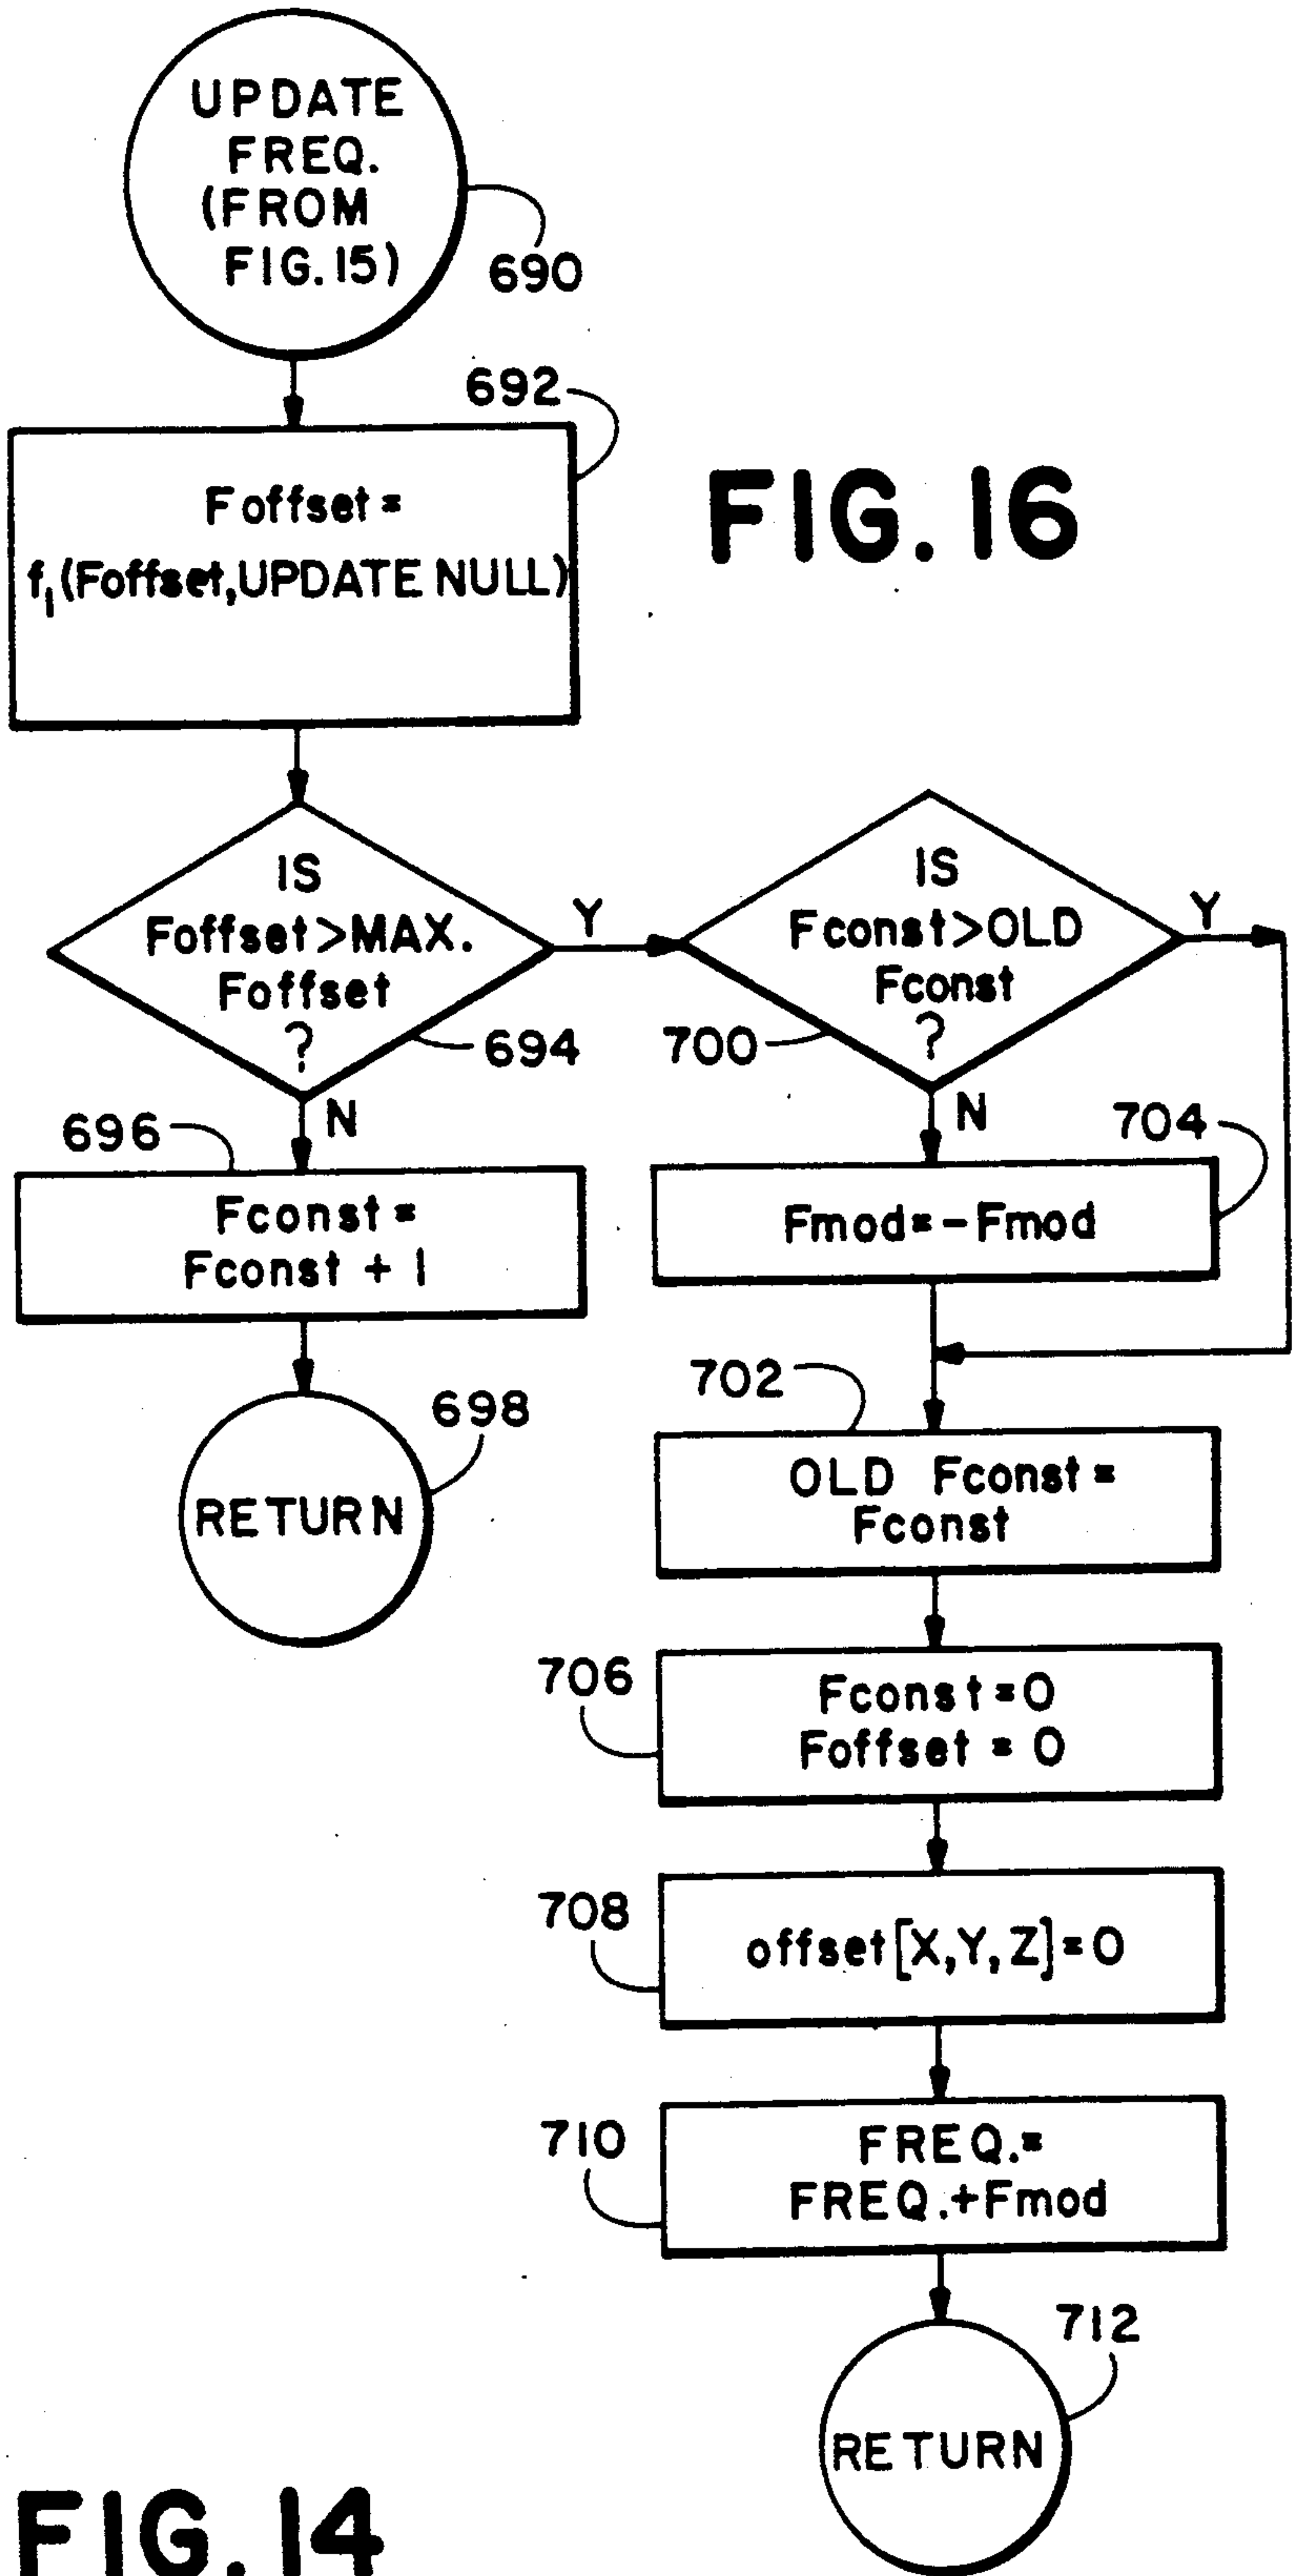 UPDATE
FREQ.
(FROM
FIG. 15)
690
692
Foffset =
f₁(Foffset,UPDATE NULL)
FIG. 16
IS
Foffset>MAX.
Foffset
?
694
Y
N
IS
Fconst>OLD
Fconst
?
700
Y
N
696
Fconst =
Fconst + 1
698
RETURN
704
Fmod=-Fmod
702
OLD Fconst =
Fconst
706
Fconst=0
Foffset = 0
708
offset[X,Y,Z]=0
710
FREQ.=
FREQ.+Fmod
712
RETURN
FIG. 14